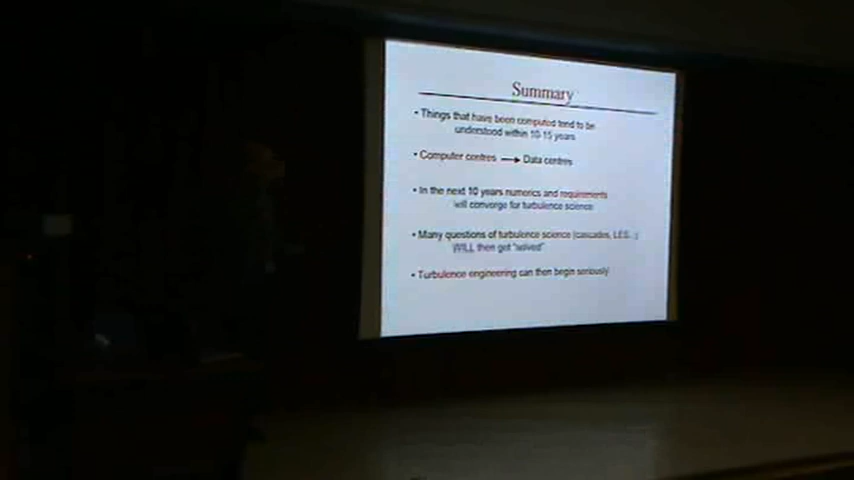 Summary
• Things that have been computed tend to be
understood within 10-15 years
• Computer centres → Data centres
• In the next 10 years numerics and requirements
will converge for turbulence science
• Many questions of turbulence science (cascades, LES...)
WILL then get "solved"
• Turbulence engineering can then begin seriously